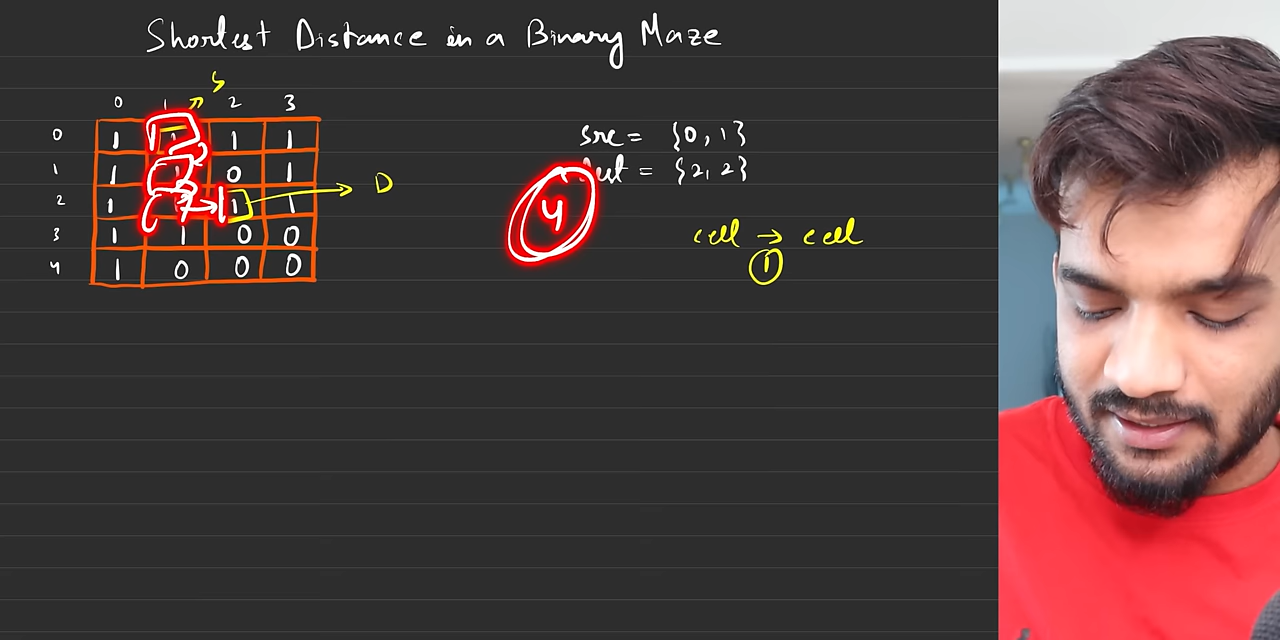 Shortest Distance in a Binary Maze
S
0 1 2 3
0 1 1 1 1
1 1 1 0 1
2 1 1 1 1
3 1 1 0 0
4 1 0 0 0
D
src = {0,1}
= {2,2}
4
cell → cell
1